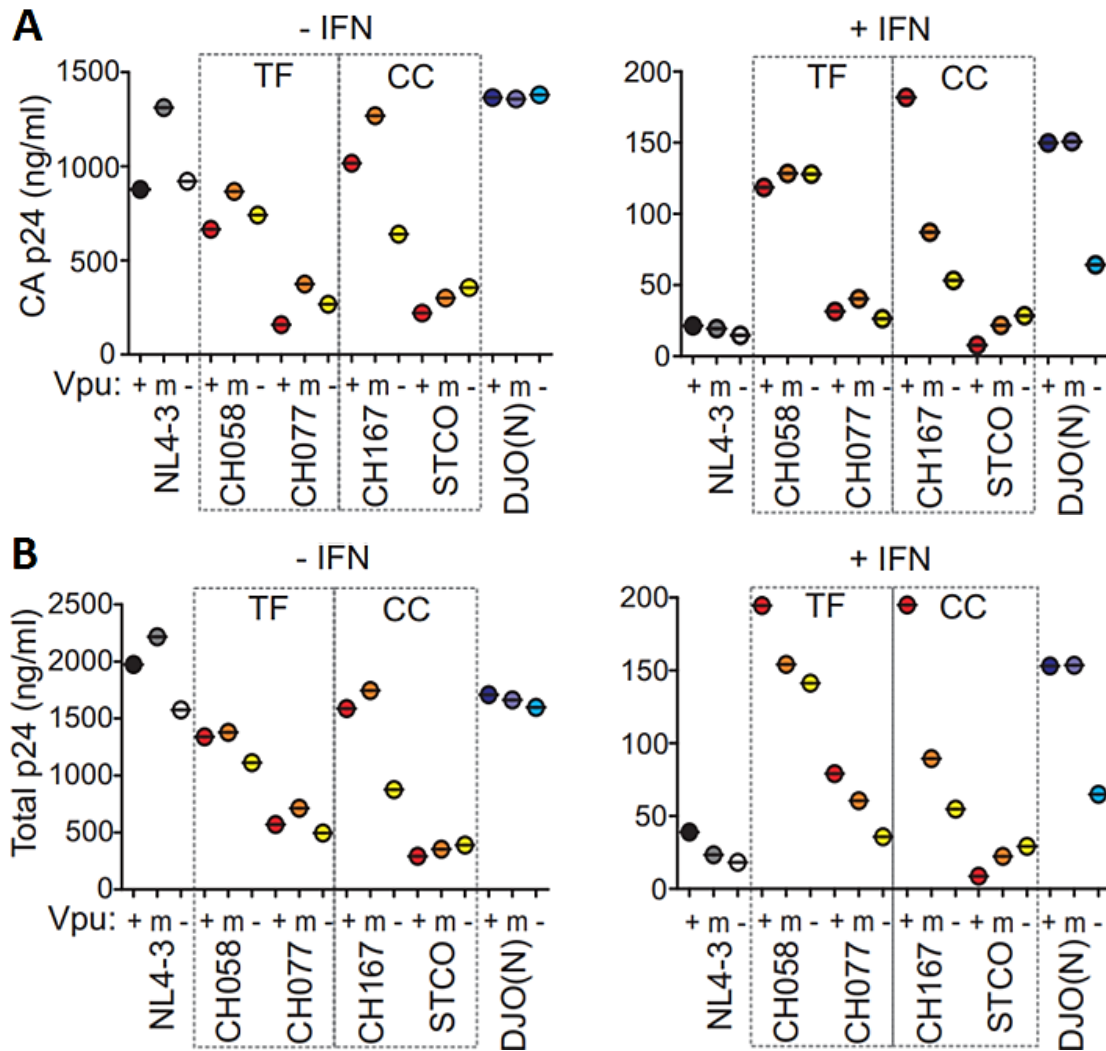 A
- IFN
+ IFN
CA p24 (ng/ml)
1500
1000
500
0
TF
CC
Vpu: + m - + m - + m - + m - + m - + m -
NL4-3
CH058
CH077
CH167
STCO
DJO(N)
200
150
100
50
0
TF
CC
+ m - + m - + m - + m - + m - + m -
NL4-3
CH058
CH077
CH167
STCO
DJO(N)
B
- IFN
+ IFN
Total p24 (ng/ml)
2500
2000
1500
1000
500
0
TF
CC
Vpu: + m - + m - + m - + m - + m - + m -
NL4-3
CH058
CH077
CH167
STCO
DJO(N)
200
150
100
50
0
TF
CC
+ m - + m - + m - + m - + m - + m -
NL4-3
CH058
CH077
CH167
STCO
DJO(N)